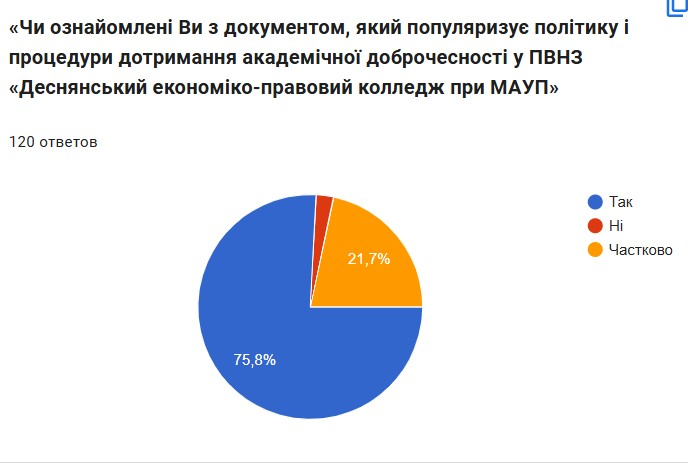 «Чи ознайомлені Ви з документом, який популяризує політику і
процедури дотримання академічної доброчесності у ПВНЗ
«Деснянський економіко-правовий колледж при МАУП»
120 ответов
Так
Ні
Частково
21,7%
75,8%